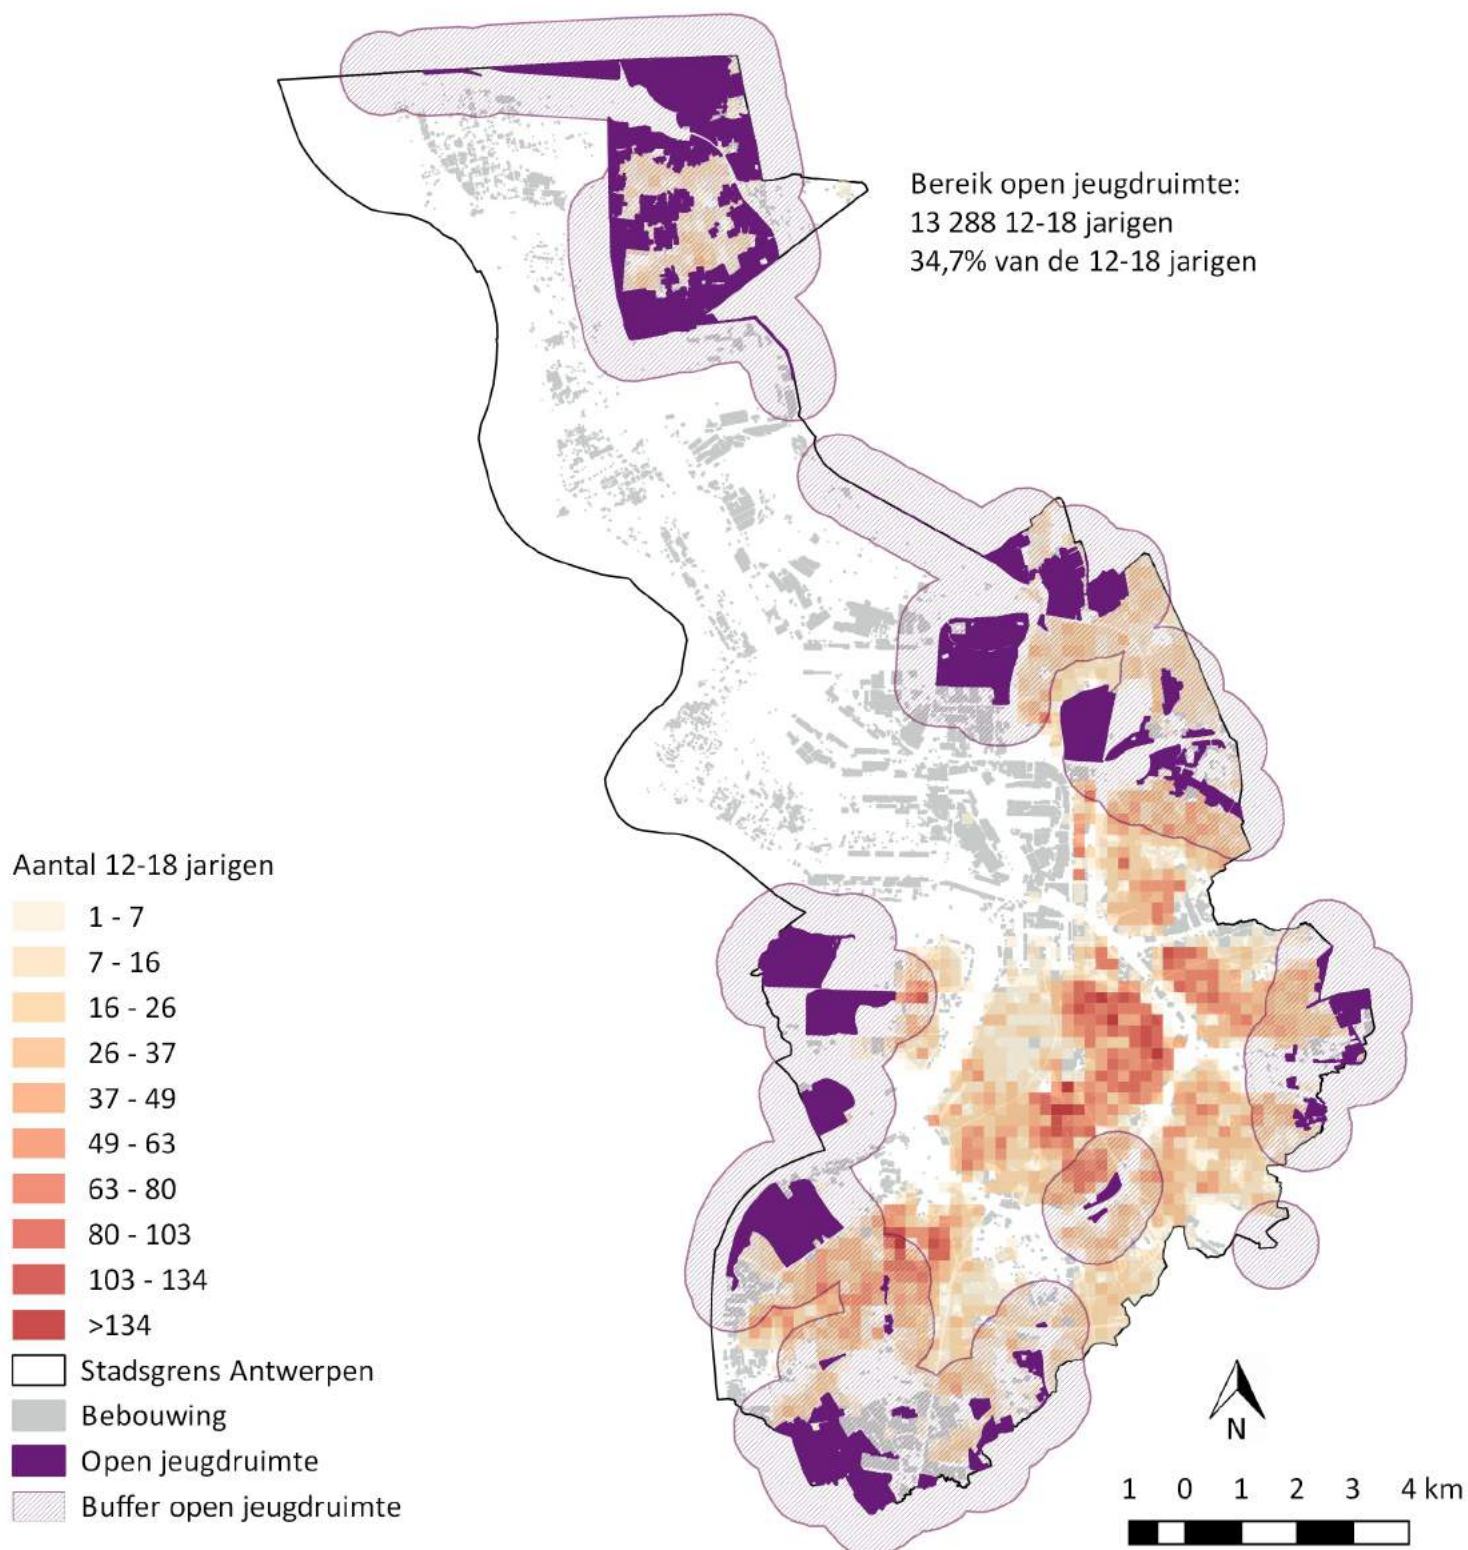 Bereik open jeugdruimte:
13 288 12-18 jarigen
34,7% van de 12-18 jarigen
Aantal 12-18 jarigen
1 - 7
7 - 16
16 - 26
26 - 37
37 - 49
49 - 63
63 - 80
80 - 103
103 - 134
>134
Stadsgrens Antwerpen
Bebouwing
Open jeugdruimte
Buffer open jeugdruimte
N
1 0 1 2 3 4 km